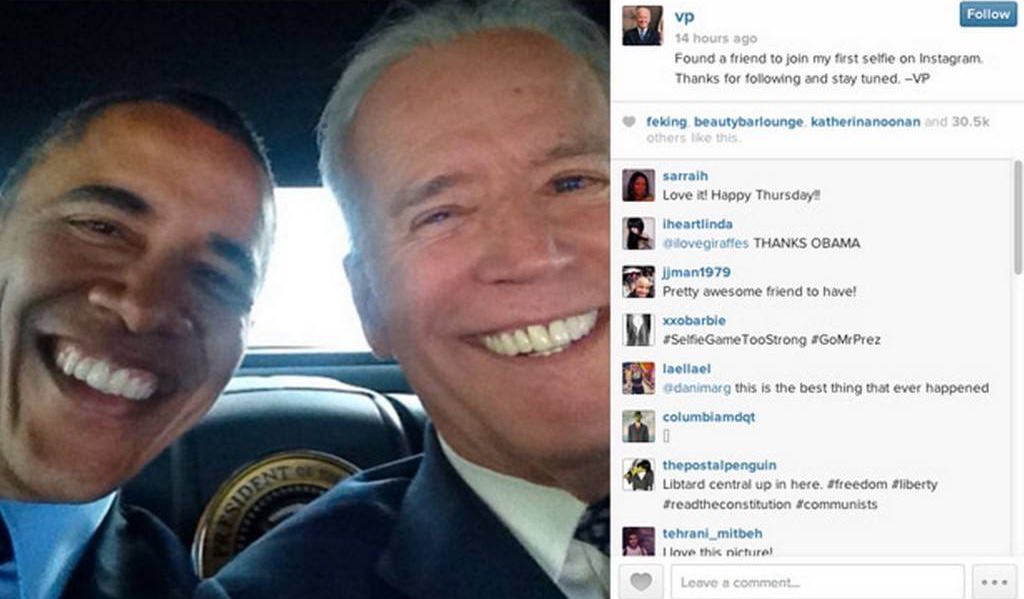 PRESIDENT OF
vp
Follow
14 hours ago
Found a friend to join my first selfie on Instagram.
Thanks for following and stay tuned. –VP
feking, beautybarlounge, katherinanoonan and 30.5k
others like this.
sarraih
Love it! Happy Thursday!!
iheartlinda
@ilovegiraffes THANKS OBAMA
jjman1979
Pretty awesome friend to have!
xxobarbie
#SelfieGameTooStrong #GoMrPrez
laellael
@danimarg this is the best thing that ever happened
columbiamdqt
thepostalpenguin
Libtard central up in here. #freedom #liberty
#readtheconstitution #communists
tehrani_mitbeh
I love this picture!
Leave a comment...